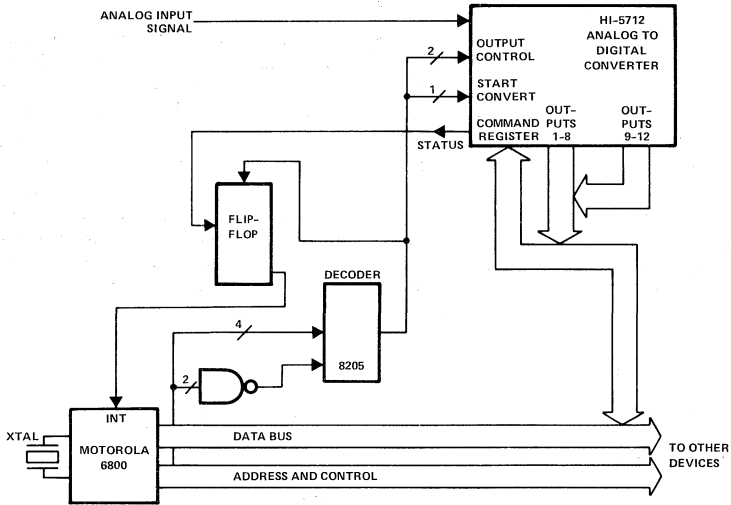 ANALOG INPUT
SIGNAL
HI-5712
ANALOG TO
DIGITAL
CONVERTER
2
OUTPUT
CONTROL
1
START
CONVERT
COMMAND
REGISTER
OUT-
PUTS
1-8
OUT-
PUTS
9-12
STATUS
FLIP-
FLOP
DECODER
4
8205
2
INT
XTAL
MOTOROLA
6800
DATA BUS
ADDRESS AND CONTROL
TO OTHER
DEVICES